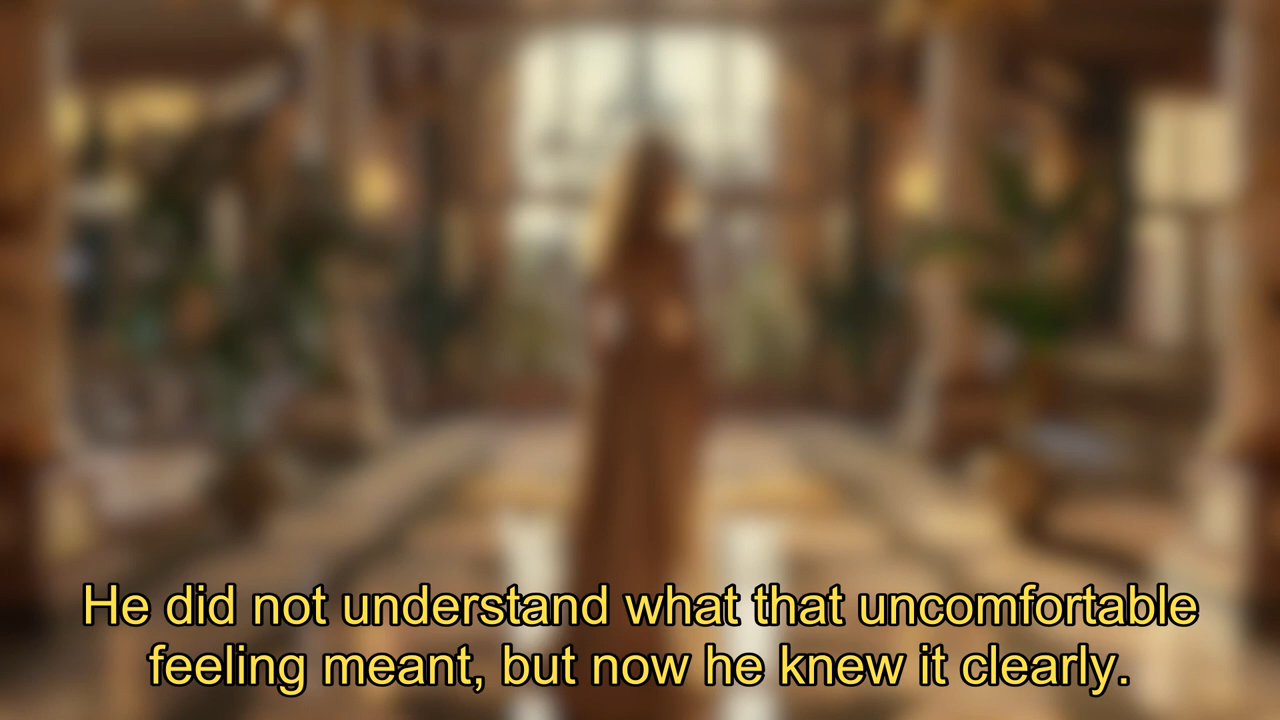 He did not understand what that uncomfortable
feeling meant, but now he knew it clearly.